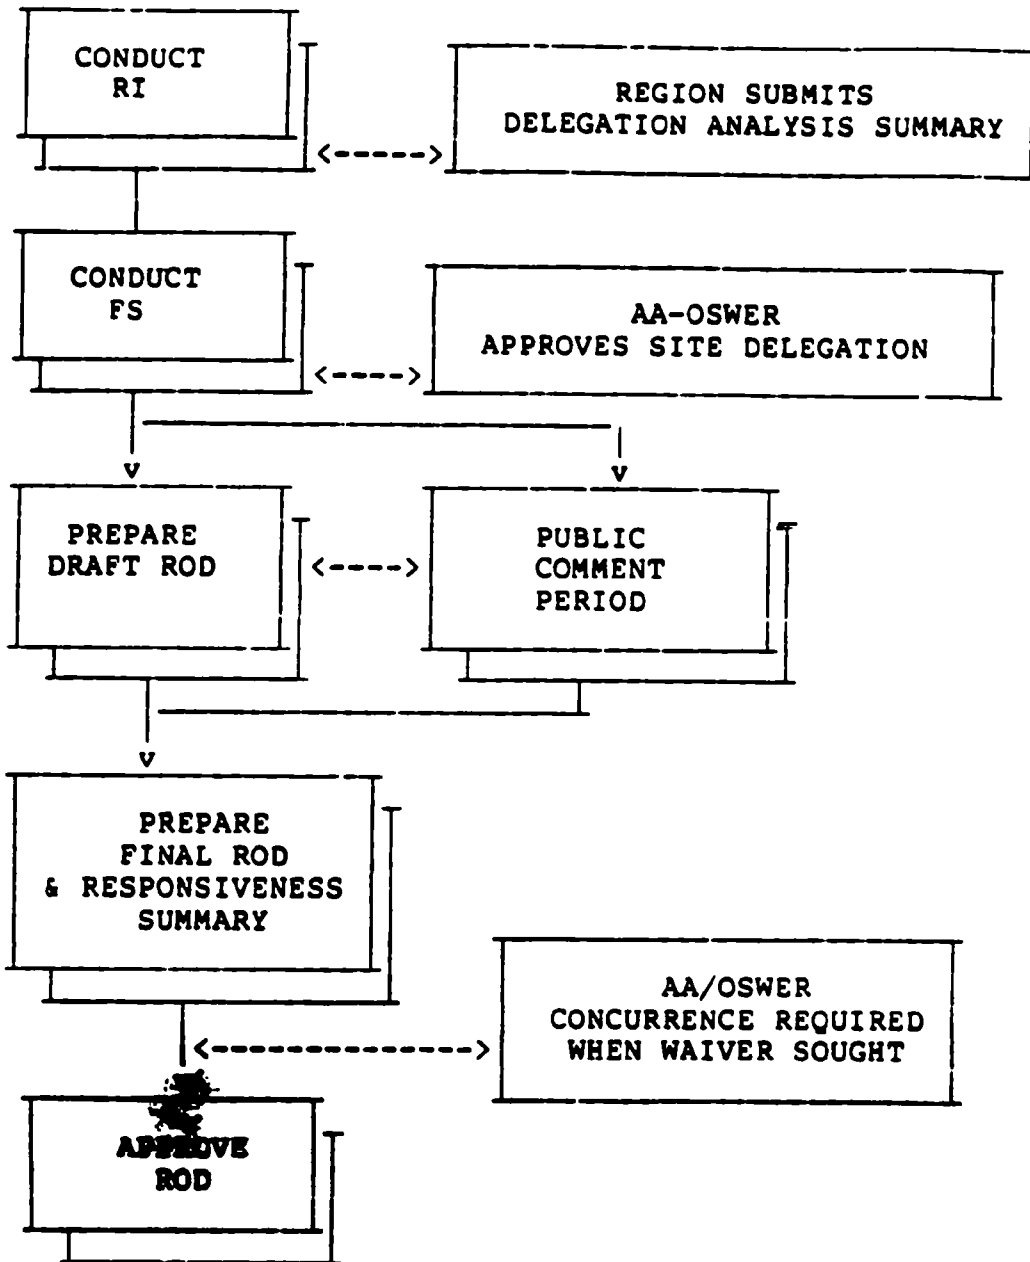 CONDUCT
RI
REGION SUBMITS
DELEGATION ANALYSIS SUMMARY
<---->
CONDUCT
FS
AA-OSWER
APPROVES SITE DELEGATION
<---->
v
v
PREPARE
DRAFT ROD
<---->
PUBLIC
COMMENT
PERIOD
v
PREPARE
FINAL ROD
& RESPONSIVENESS
SUMMARY
AA/OSWER
CONCURRENCE REQUIRED
WHEN WAIVER SOUGHT
<------------>
APPROVE
ROD